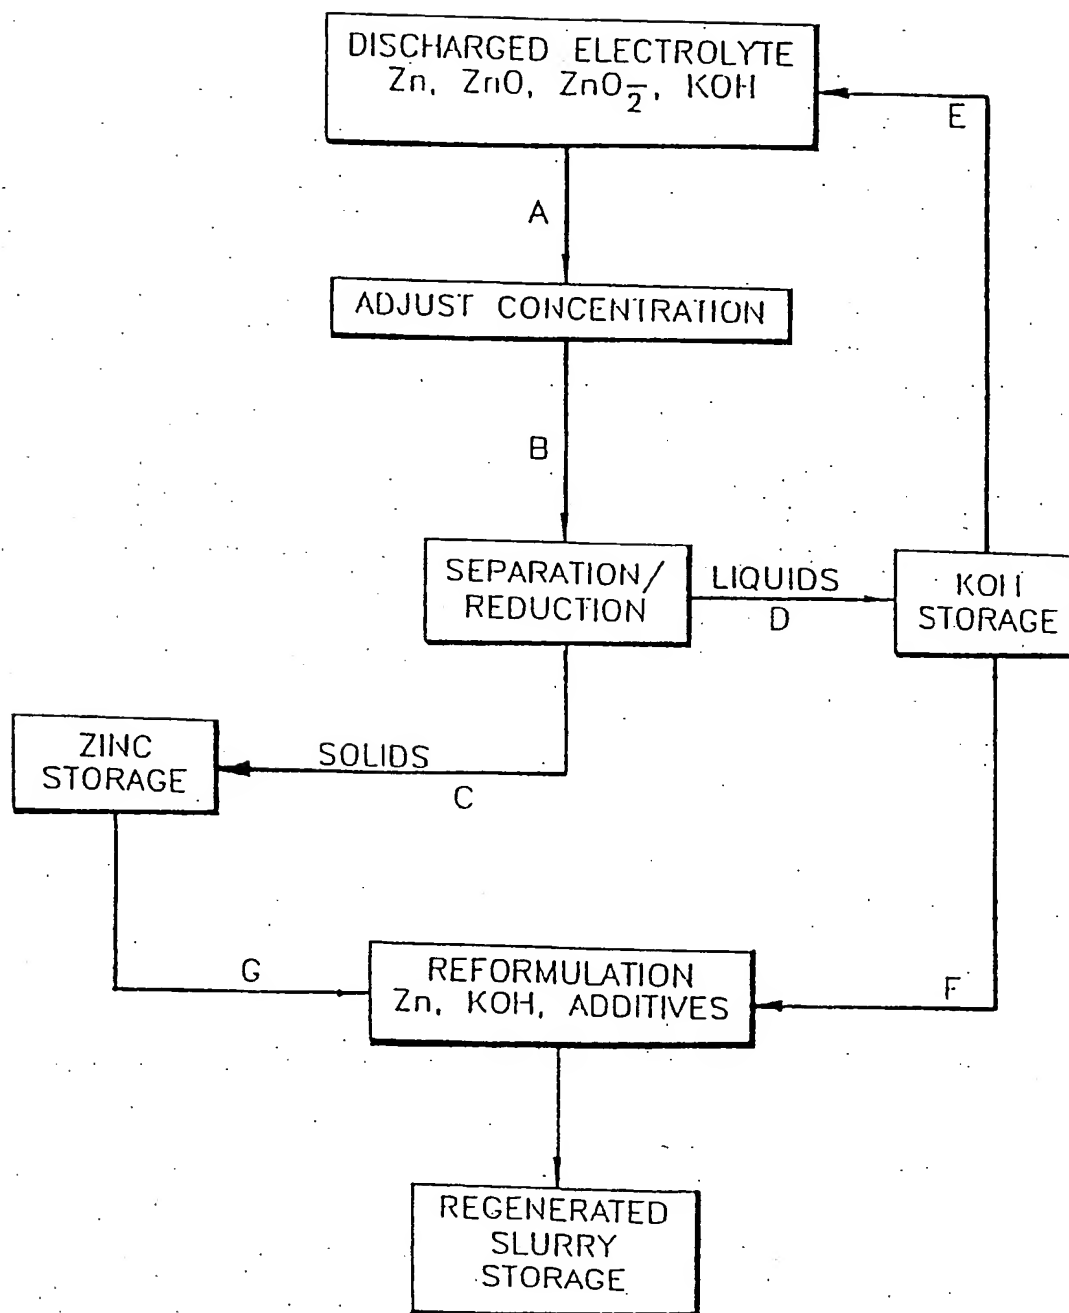 DISCHARGED ELECTROLYTE
Zn, ZnO, ZnO₂⁻, KOH
E
A
ADJUST CONCENTRATION
B
SEPARATION/
REDUCTION
LIQUIDS
D
KOH
STORAGE
ZINC
STORAGE
SOLIDS
C
G
REFORMULATION
Zn, KOH, ADDITIVES
F
REGENERATED
SLURRY
STORAGE